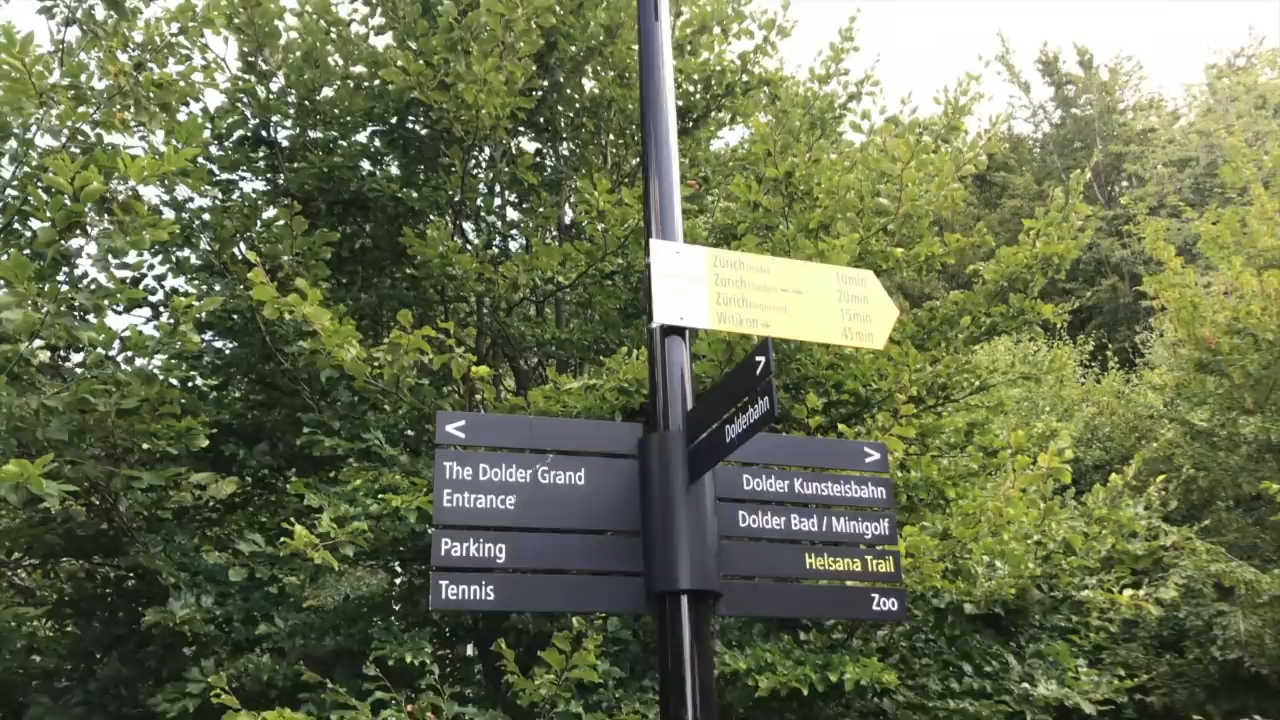 Zürich 10min
Zürich 20min
Zürich 15min
Witikon 45min
>
Dolderbahn
<
The Dolder Grand
Entrance
Parking
Tennis
>
Dolder Kunsteisbahn
Dolder Bad / Minigolf
Helsana Trail
Zoo